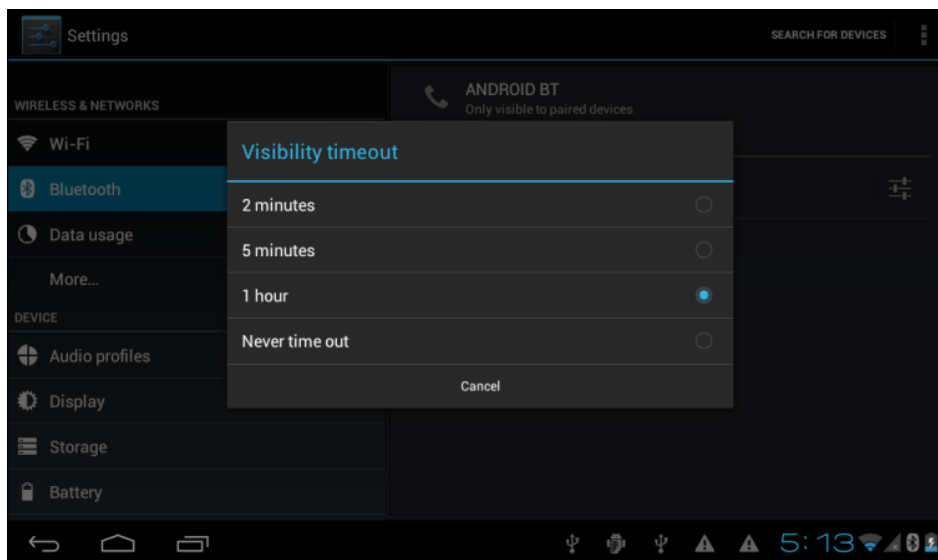 Settings
SEARCH FOR DEVICES
WIRELESS & NETWORKS
Wi-Fi
Bluetooth
Data usage
More...
DEVICE
Audio profiles
Display
Storage
Battery
ANDROID BT
Only visible to paired devices
Visibility timeout
2 minutes
5 minutes
1 hour
Never time out
Cancel
5:13